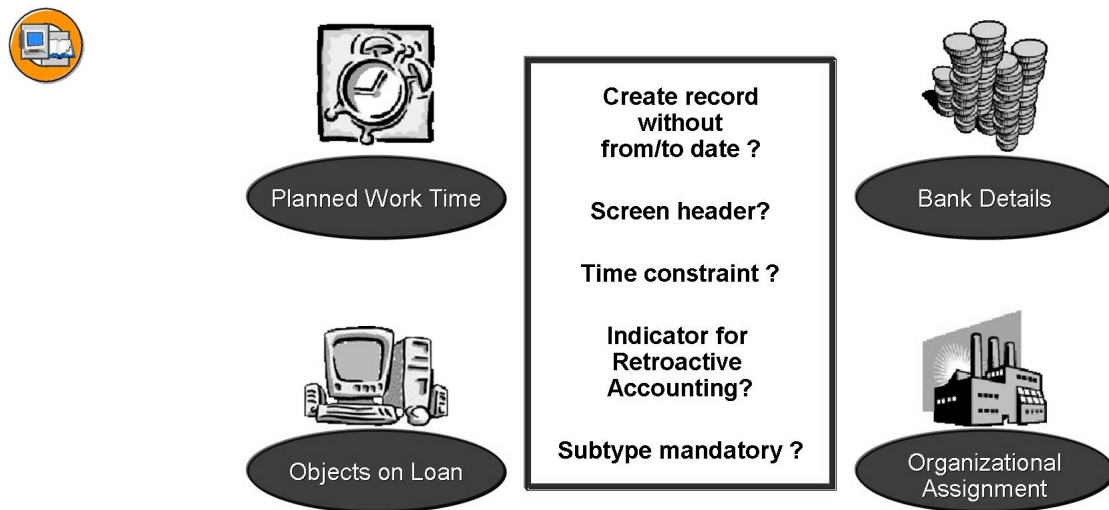 Planned Work Time
Create record
without
from/to date ?
Screen header?
Time constraint ?
Indicator for
Retroactive
Accounting?
Subtype mandatory ?
Bank Details
Objects on Loan
Organizational
Assignment